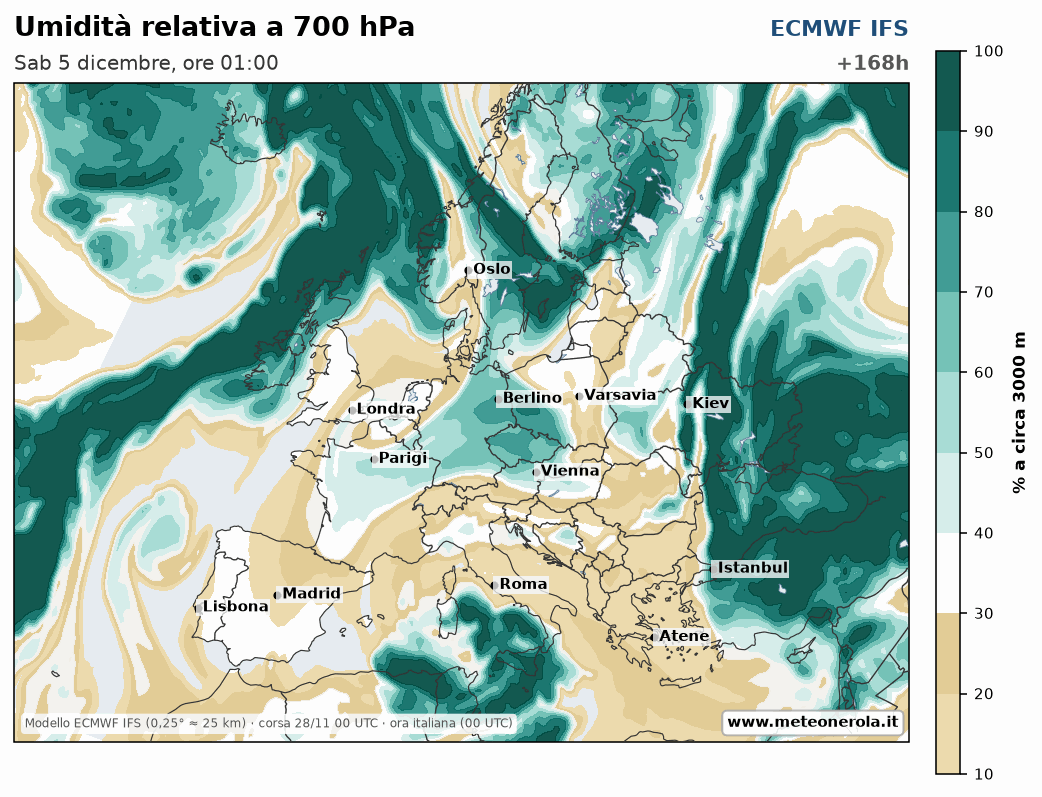 Umidità relativa a 700 hPa
ECMWF IFS
Sab 5 dicembre, ore 01:00
+168h
100
90
80
70
60
50
40
30
20
10
% a circa 3000 m
Oslo
Berlino
Varsavia
Kiev
Londra
Parigi
Vienna
Istanbul
Roma
Madrid
Lisbona
Atene
Modello ECMWF IFS (0,25° ≈ 25 km) · corsa 28/11 00 UTC · ora italiana (00 UTC)
www.meteonerola.it